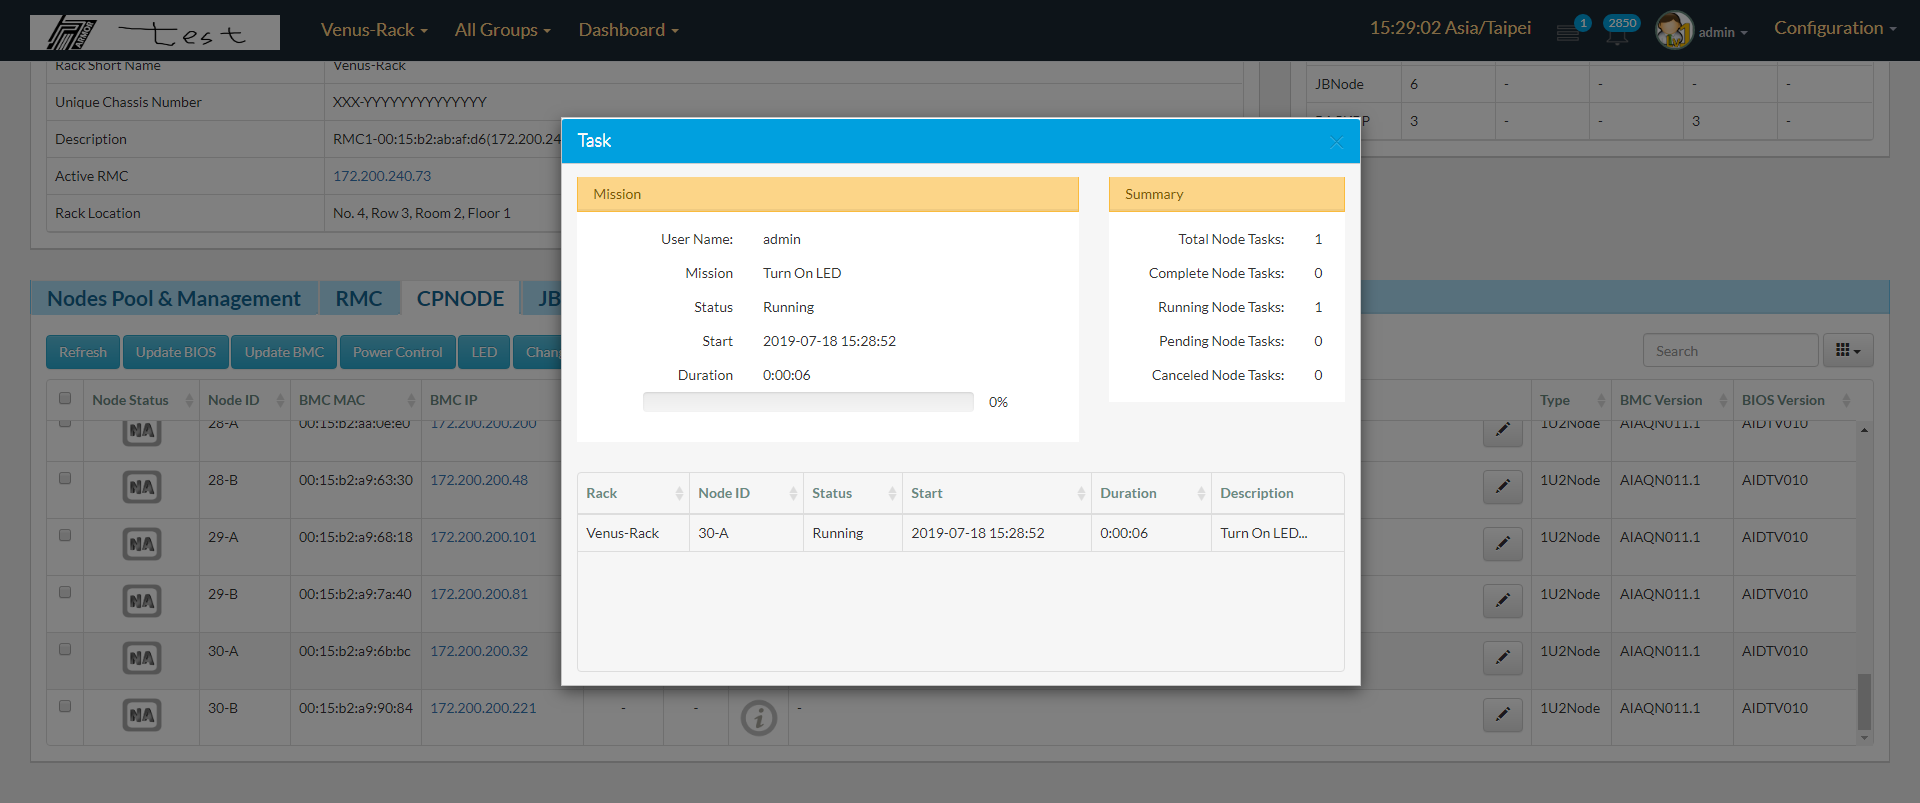 ARMOR test Venus-Rack All Groups Dashboard 15:29:02 Asia/Taipei 1 2850 admin Configuration
Rack Short Name Venus-Rack
Unique Chassis Number XXX-YYYYYYYYYYYYYY
Description RMC1-00:15:b2:ab:af:d6(172.200.24
Active RMC 172.200.240.73
Rack Location No. 4, Row 3, Room 2, Floor 1
JBNode 6 - - - -
3 - - 3 -
Nodes Pool & Management RMC CPNODE JB
Refresh Update BIOS Update BMC Power Control LED Chang
Search
Node Status Node ID BMC MAC BMC IP Type BMC Version BIOS Version
NA 28-A 00:15:b2:aa:0e:e0 172.200.200.200 1U2Node AIAQN011.1 AIDTV010
NA 28-B 00:15:b2:a9:63:30 172.200.200.48 1U2Node AIAQN011.1 AIDTV010
NA 29-A 00:15:b2:a9:68:18 172.200.200.101 1U2Node AIAQN011.1 AIDTV010
NA 29-B 00:15:b2:a9:7a:40 172.200.200.81 1U2Node AIAQN011.1 AIDTV010
NA 30-A 00:15:b2:a9:6b:bc 172.200.200.32 1U2Node AIAQN011.1 AIDTV010
NA 30-B 00:15:b2:a9:90:84 172.200.200.221 - - i - 1U2Node AIAQN011.1 AIDTV010
Task
Mission
User Name: admin
Mission Turn On LED
Status Running
Start 2019-07-18 15:28:52
Duration 0:00:06
0%
Summary
Total Node Tasks: 1
Complete Node Tasks: 0
Running Node Tasks: 1
Pending Node Tasks: 0
Canceled Node Tasks: 0
Rack Node ID Status Start Duration Description
Venus-Rack 30-A Running 2019-07-18 15:28:52 0:00:06 Turn On LED...